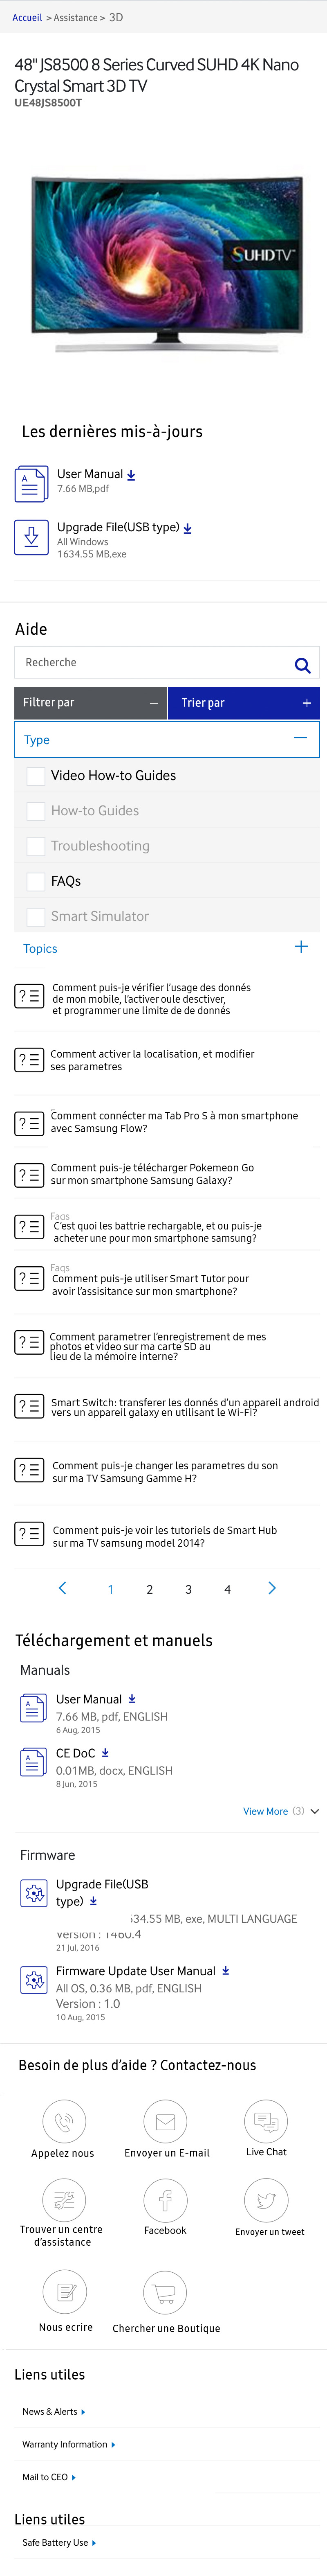 Accueil > Assistance > 3D
48" JS8500 8 Series Curved SUHD 4K Nano
Crystal Smart 3D TV
UE48JS8500T
SUHDTV
Les dernières mis-à-jours
User Manual
7.66 MB,pdf
Upgrade File(USB type)
All Windows
1634.55 MB,exe
Aide
Recherche
Filtrer par –
Trier par +
Type —
Video How-to Guides
How-to Guides
Troubleshooting
FAQs
Smart Simulator
Topics +
Comment puis-je vérifier l'usage des donnés
de mon mobile, l'activer oule desctiver,
et programmer une limite de de donnés
Comment activer la localisation, et modifier
ses parametres
Comment connécter ma Tab Pro S à mon smartphone
avec Samsung Flow?
Comment puis-je télécharger Pokemeon Go
sur mon smartphone Samsung Galaxy?
Faqs
C'est quoi les battrie rechargable, et ou puis-je
acheter une pour mon smartphone samsung?
Faqs
Comment puis-je utiliser Smart Tutor pour
avoir l'assisitance sur mon smartphone?
Comment parametrer l'enregistrement de mes
photos et video sur ma carte SD au
lieu de la mémoire interne?
Smart Switch: transferer les donnés d'un appareil android
vers un appareil galaxy en utilisant le Wi-Fi?
Comment puis-je changer les parametres du son
sur ma TV Samsung Gamme H?
Comment puis-je voir les tutoriels de Smart Hub
sur ma TV samsung model 2014?
1 2 3 4
Téléchargement et manuels
Manuals
User Manual
7.66 MB, pdf, ENGLISH
6 Aug, 2015
CE DoC
0.01MB, docx, ENGLISH
8 Jun, 2015
View More (3)
Firmware
Upgrade File(USB
type)
634.55 MB, exe, MULTI LANGUAGE
Version : 1460.4
21 Jul, 2016
Firmware Update User Manual
All OS, 0.36 MB, pdf, ENGLISH
Version : 1.0
10 Aug, 2015
Besoin de plus d'aide ? Contactez-nous
Appelez nous
Envoyer un E-mail
Live Chat
Trouver un centre
d'assistance
Facebook
Envoyer un tweet
Nous ecrire
Chercher une Boutique
Liens utiles
News & Alerts
Warranty Information
Mail to CEO
Liens utiles
Safe Battery Use